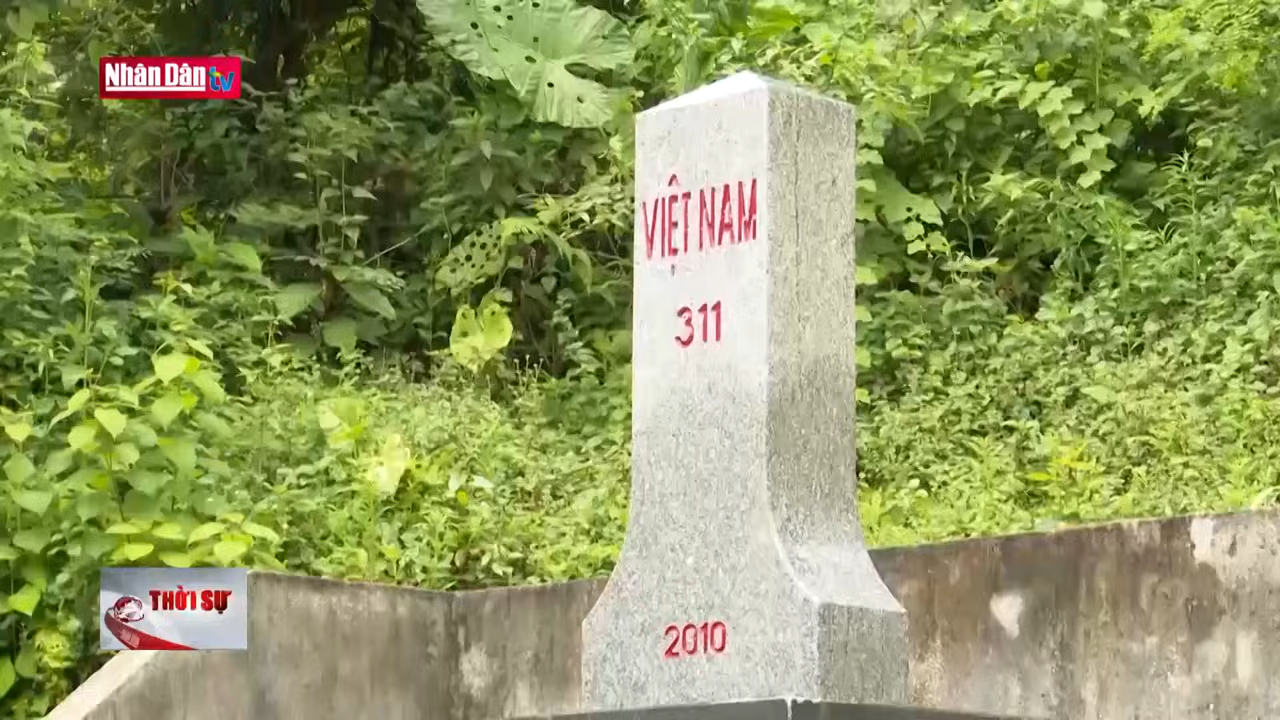 Nhân Dân tv
VIỆT NAM
311
THỜI SỰ
2010